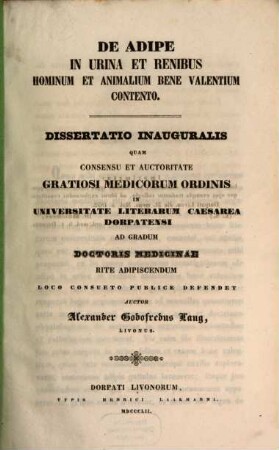 DE ADIPE
IN URINA ET RENIBUS
HOMINUM ET ANIMALIUM BENE VALENTIUM
CONTENTO.
DISSERTATIO INAUGURALIS
QUAM
CONSENSU ET AUCTORITATE
GRATIOSI MEDICORUM ORDINIS
IN
UNIVERSITATE LITERARUM CAESAREA
DORPATENSI
AD GRADUM
DOCTORIS MEDICINAE
RITE ADIPISCENDUM
LOCO CONSUETO PUBLICE DEFENDET
AUCTOR
Alexander Godofredus Lang,
LIVONUS.
DORPATI LIVONORUM,
TYPIS HENRICI LAAKMANNI.
MDCCCLII.